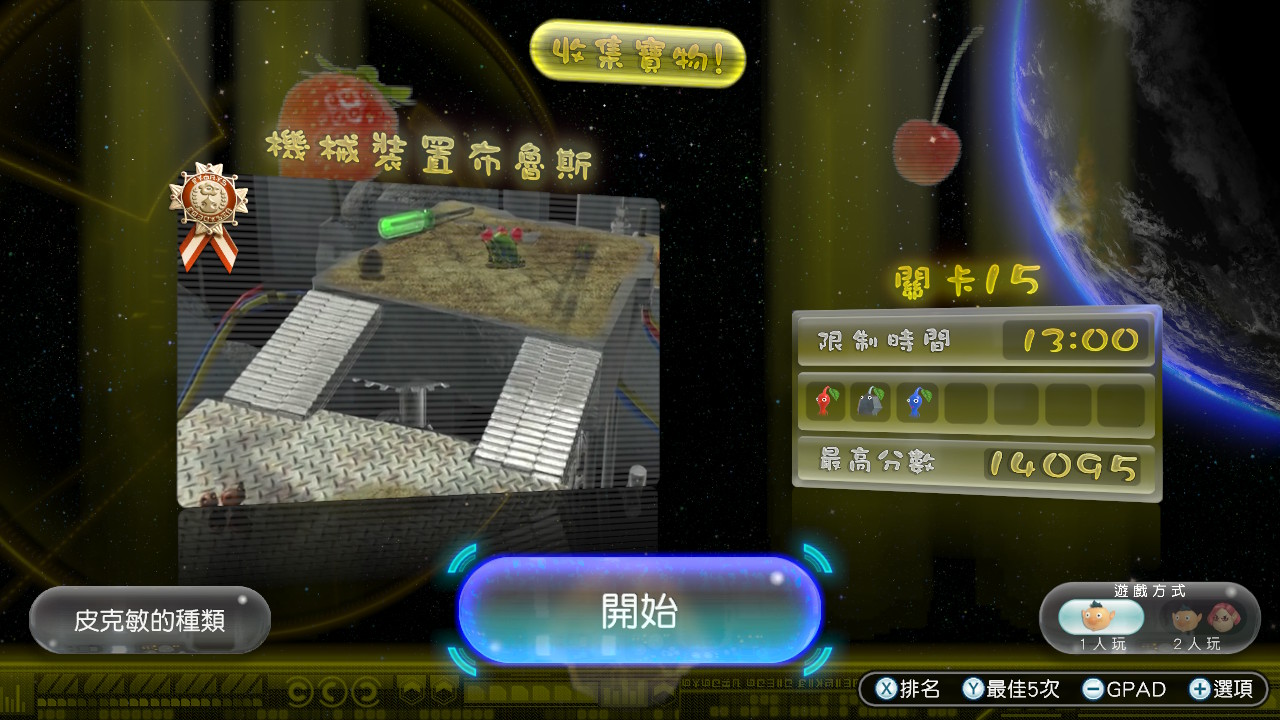 收集寶物!
機械裝置布魯斯
關卡15
限制時間 13:00
最高分數 14095
開始
皮克敏的種類
遊戲方式
1人玩 2人玩
Ⓧ排名 Ⓨ最佳5次 ⊖GPAD ⊕選項